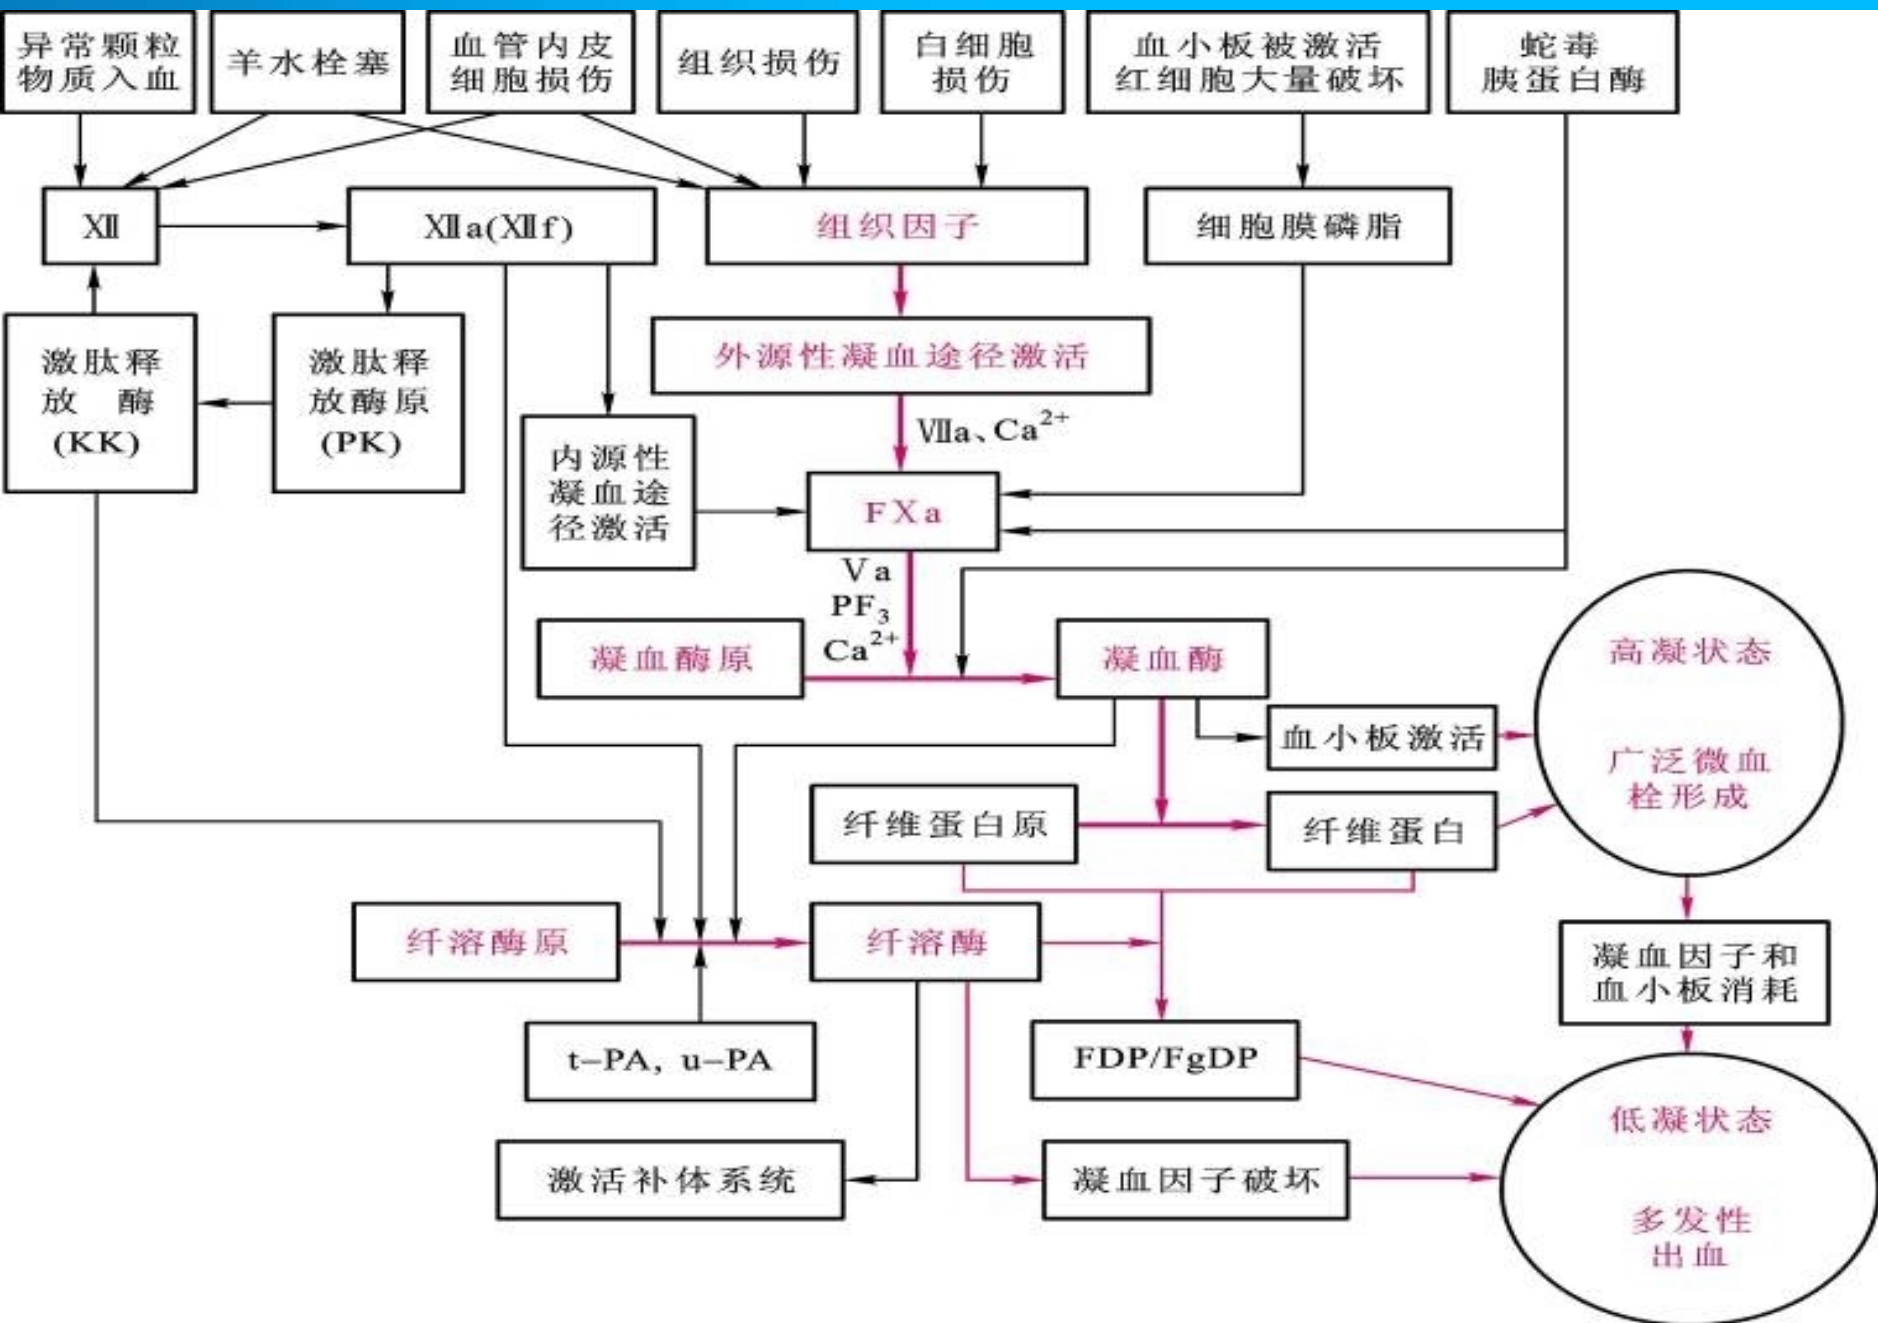 异常颗粒
物质入血
羊水栓塞
血管内皮
细胞损伤
组织损伤
白细胞
损伤
血小板被激活
红细胞大量破坏
蛇毒
胰蛋白酶
Ⅻ
Ⅻa(Ⅻf)
组织因子
细胞膜磷脂
激肽释
放 酶
(KK)
激肽释
放酶原
(PK)
外源性凝血途径激活
Ⅶa、Ca²⁺
内源性
凝血途
径激活
FⅩa
Ⅴa
PF₃
Ca²⁺
凝血酶原
凝血酶
高凝状态
广泛微血
栓形成
血小板激活
纤维蛋白原
纤维蛋白
纤溶酶原
纤溶酶
凝血因子和
血小板消耗
t-PA, u-PA
FDP/FgDP
低凝状态
多发性
出血
激活补体系统
凝血因子破坏